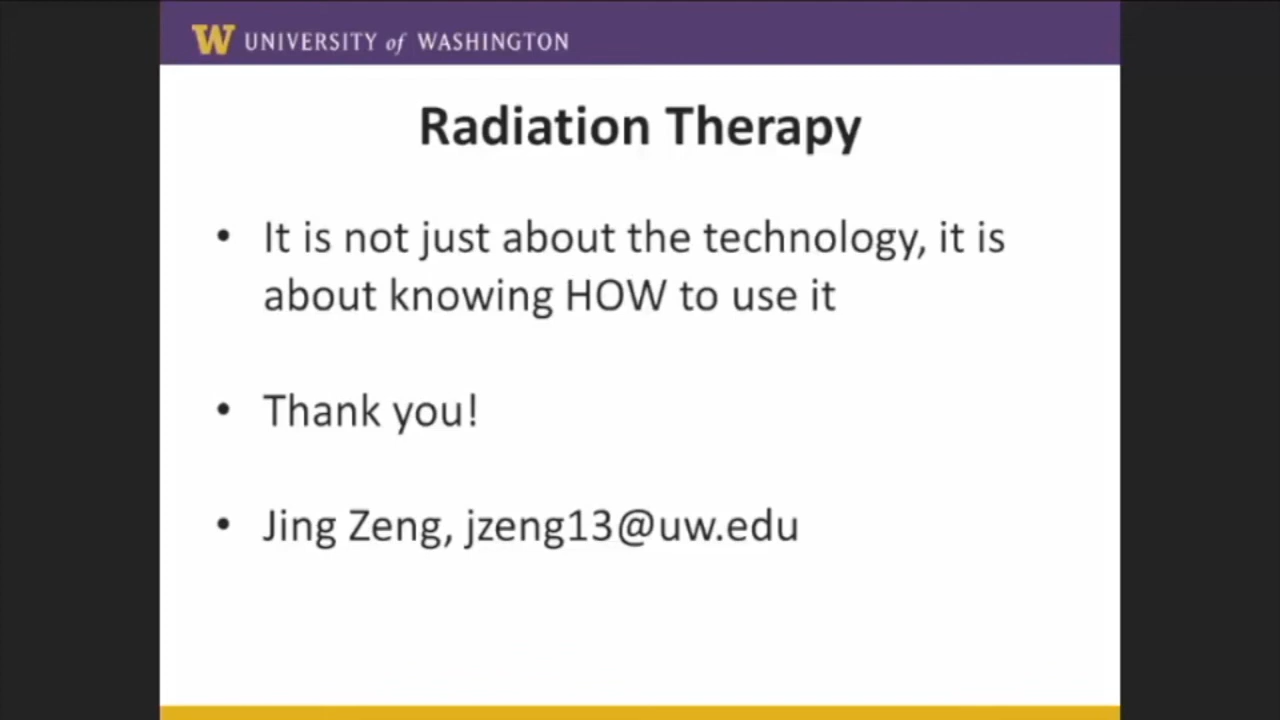 W UNIVERSITY of WASHINGTON
Radiation Therapy
• It is not just about the technology, it is
about knowing HOW to use it
• Thank you!
• Jing Zeng, jzeng13@uw.edu